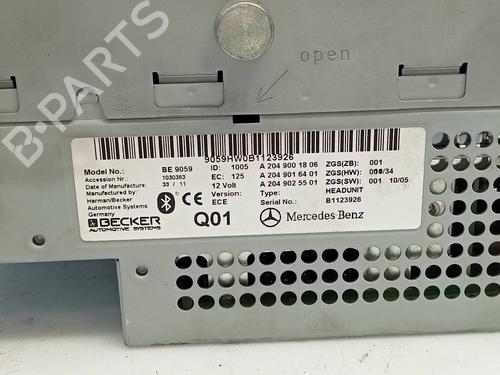 B-PARTS
open
9059HW0B1123926
Model No.: BE 9059 ID: 1005 A 204 900 18 06 ZGS(ZB): 001
Accession Nr.: 1030383 EC: 125 A 204 901 64 01 ZGS(HW): /34
Date of Manufacture: 33 / 11 12 Volt A 204 902 55 01 ZGS(SW): 001 10/05
Manufactured by: Version: Type: HEADUNIT
Harman/Becker ECE Serial No.: B1123926
Automotive Systems
Germany
BECKER
AUTOMOTIVE SYSTEMS
Q01
Mercedes-Benz